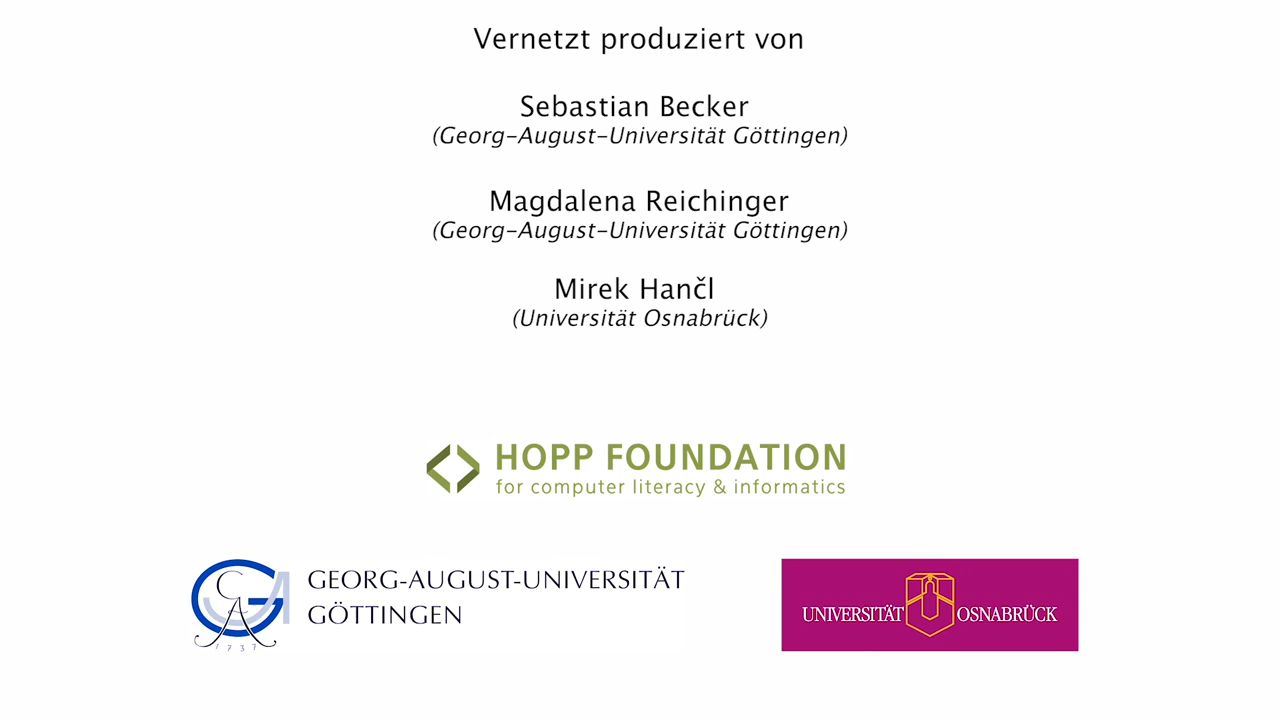 Vernetzt produziert von
Sebastian Becker
(Georg-August-Universität Göttingen)
Magdalena Reichinger
(Georg-August-Universität Göttingen)
Mirek Hančl
(Universität Osnabrück)
HOPP FOUNDATION
for computer literacy & informatics
GEORG-AUGUST-UNIVERSITÄT
GÖTTINGEN
1737
UNIVERSITÄT OSNABRÜCK